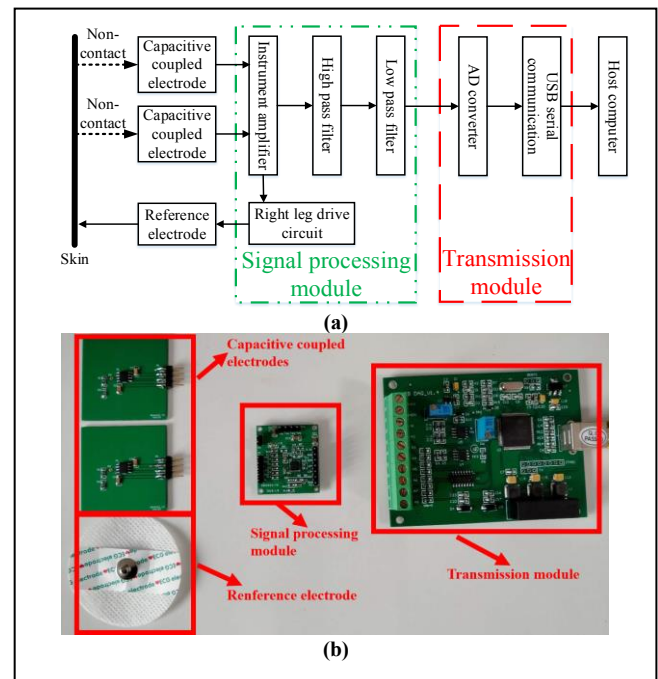 (a)
Non-
contact
Capacitive
coupled
electrode
Non-
contact
Capacitive
coupled
electrode
Reference
electrode
Skin
Instrument
amplifier
High pass filter
Low pass filter
Right leg drive
circuit
Signal processing
module
AD converter
USB serial
communication
Transmission
module
Host computer
(a)
Capacitive coupled
electrodes
Signal processing
module
Renference electrode
Transmission module
(b)